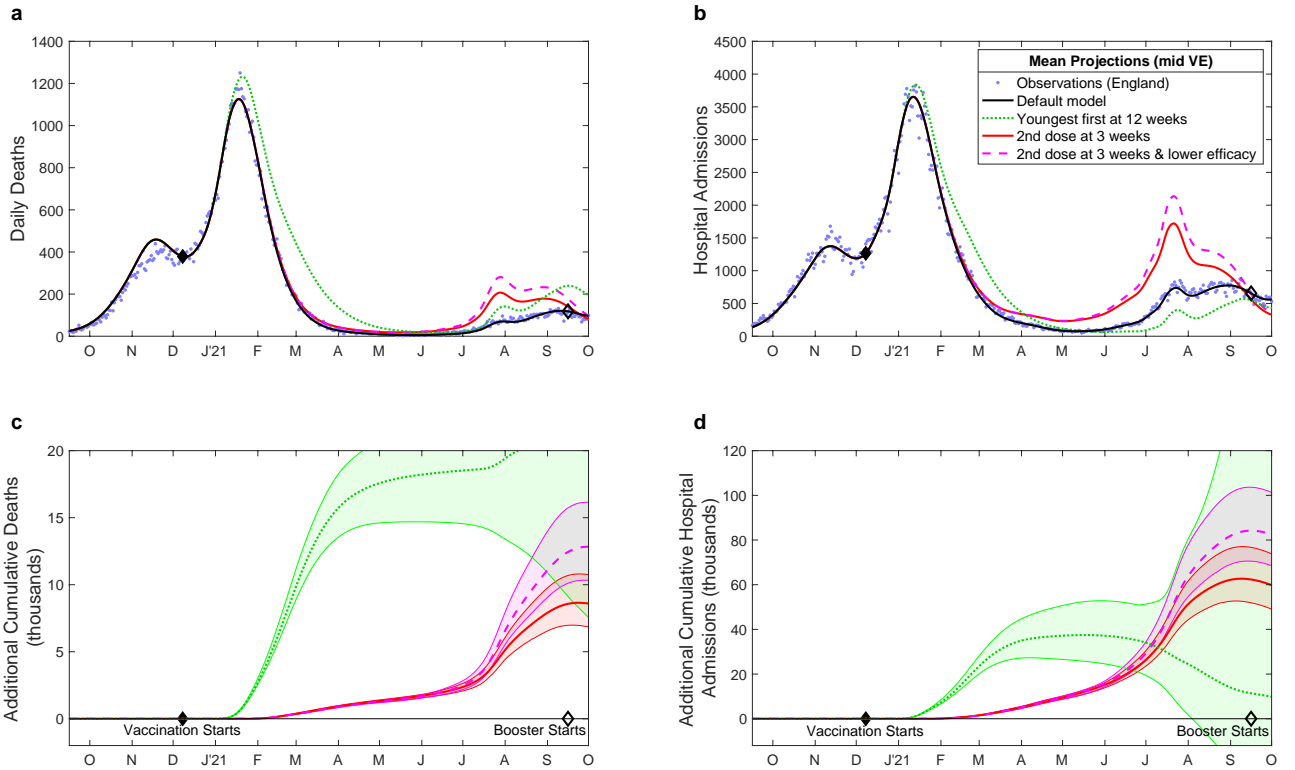 a
Daily Deaths
1400
1200
1000
800
600
400
200
0
O N D J'21 F M A M J J A S O
b
Hospital Admissions
4500
4000
3500
3000
2500
2000
1500
1000
500
0
Mean Projections (mid VE)
Observations (England)
Default model
Youngest first at 12 weeks
2nd dose at 3 weeks
2nd dose at 3 weeks & lower efficacy
O N D J'21 F M A M J J A S O
c
Additional Cumulative Deaths
(thousands)
20
15
10
5
0
Vaccination Starts
Booster Starts
O N D J'21 F M A M J J A S O
d
Additional Cumulative Hospital
Admissions (thousands)
120
100
80
60
40
20
0
Vaccination Starts
Booster Starts
O N D J'21 F M A M J J A S O